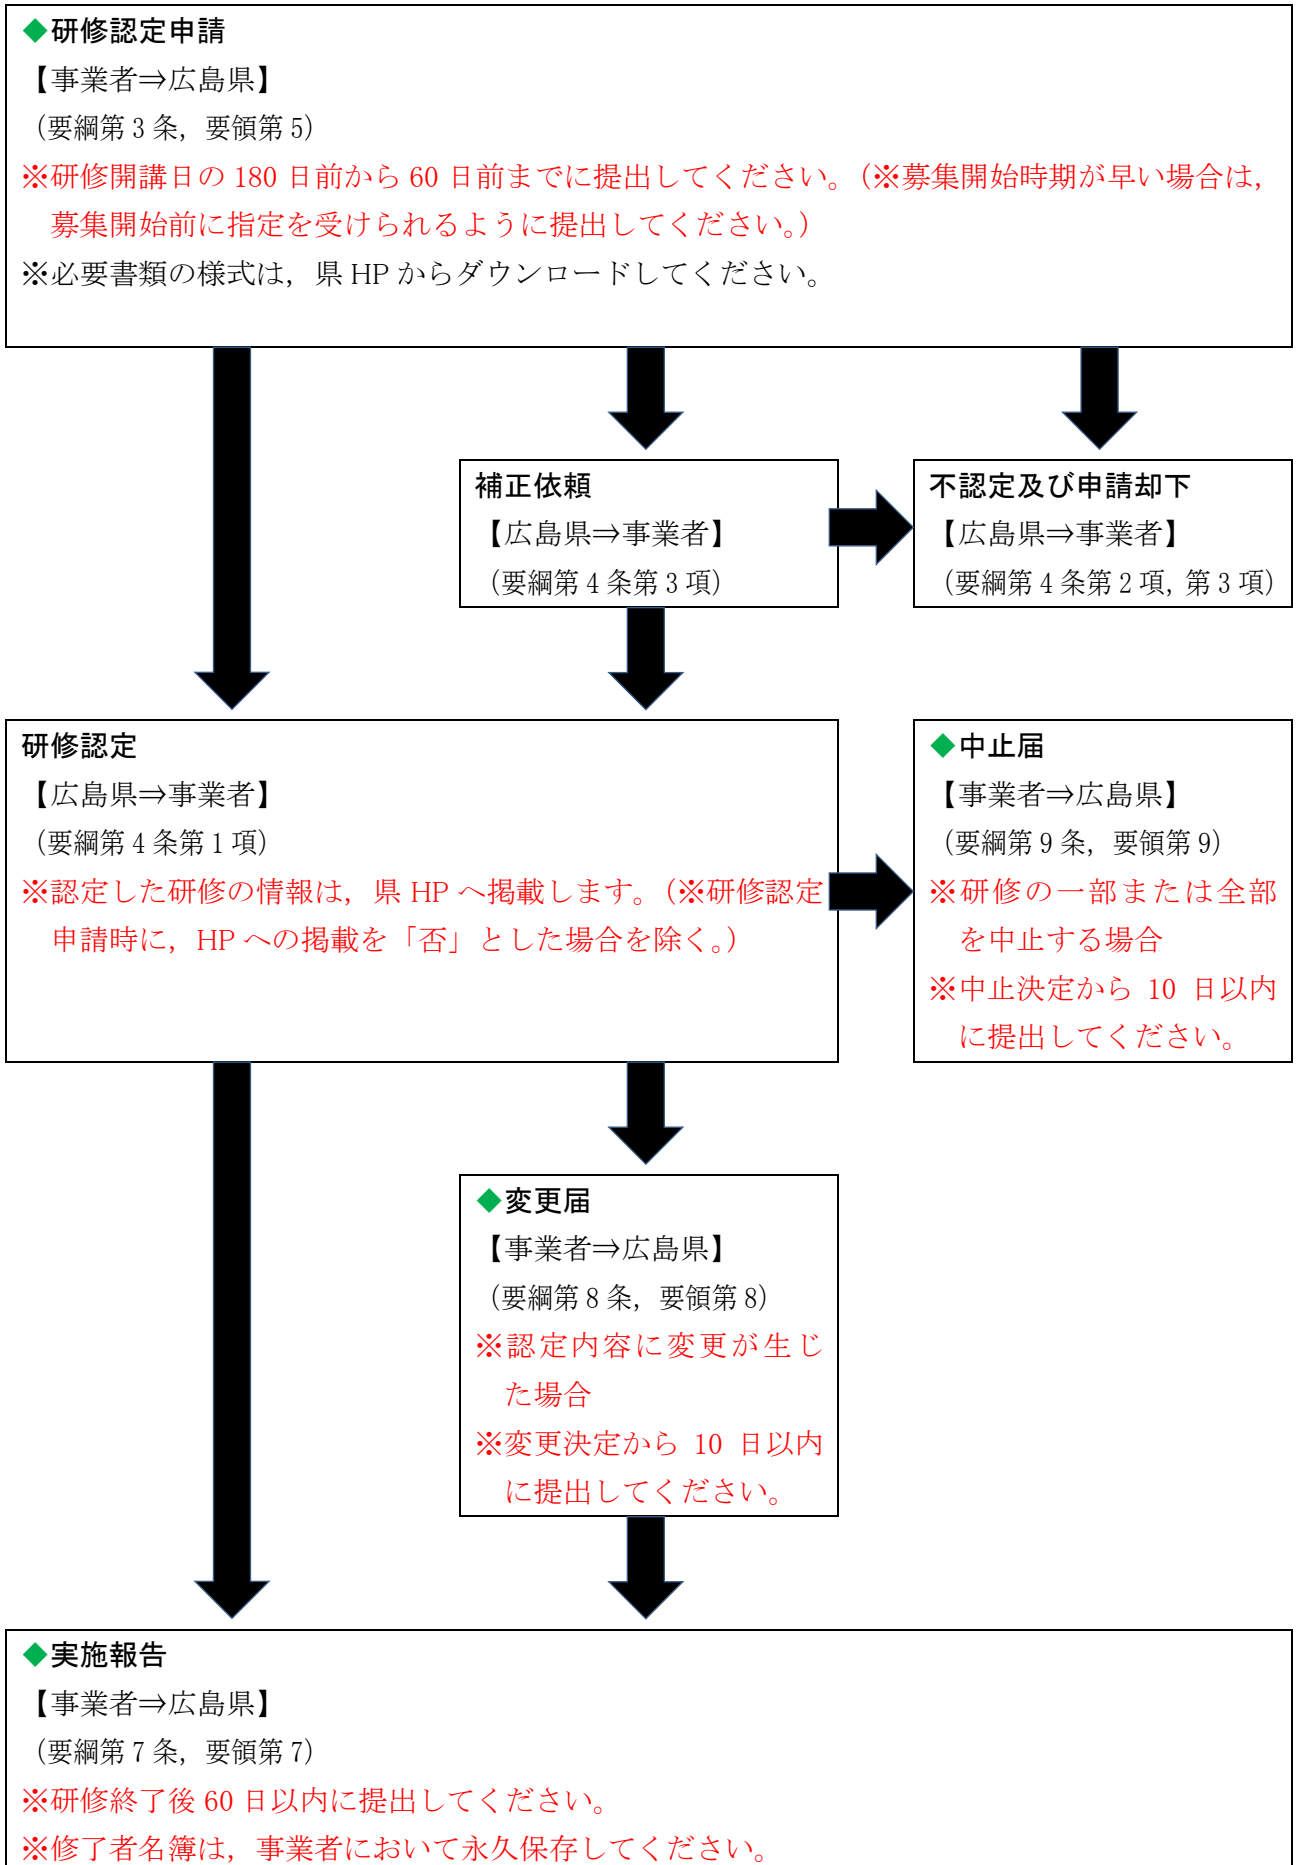 ◆研修認定申請
【事業者⇒広島県】
（要綱第3条，要領第5）
※研修開講日の180日前から60日前までに提出してください。（※募集開始時期が早い場合は，
募集開始前に指定を受けられるように提出してください。）
※必要書類の様式は，県HPからダウンロードしてください。
補正依頼
【広島県⇒事業者】
（要綱第4条第3項）
不認定及び申請却下
【広島県⇒事業者】
（要綱第4条第2項，第3項）
研修認定
【広島県⇒事業者】
（要綱第4条第1項）
※認定した研修の情報は，県HPへ掲載します。（※研修認定
申請時に，HPへの掲載を「否」とした場合を除く。）
◆中止届
【事業者⇒広島県】
（要綱第9条，要領第9）
※研修の一部または全部
を中止する場合
※中止決定から10日以内
に提出してください。
◆変更届
【事業者⇒広島県】
（要綱第8条，要領第8）
※認定内容に変更が生じ
た場合
※変更決定から10日以内
に提出してください。
◆実施報告
【事業者⇒広島県】
（要綱第7条，要領第7）
※研修終了後60日以内に提出してください。
※修了者名簿は，事業者において永久保存してください。